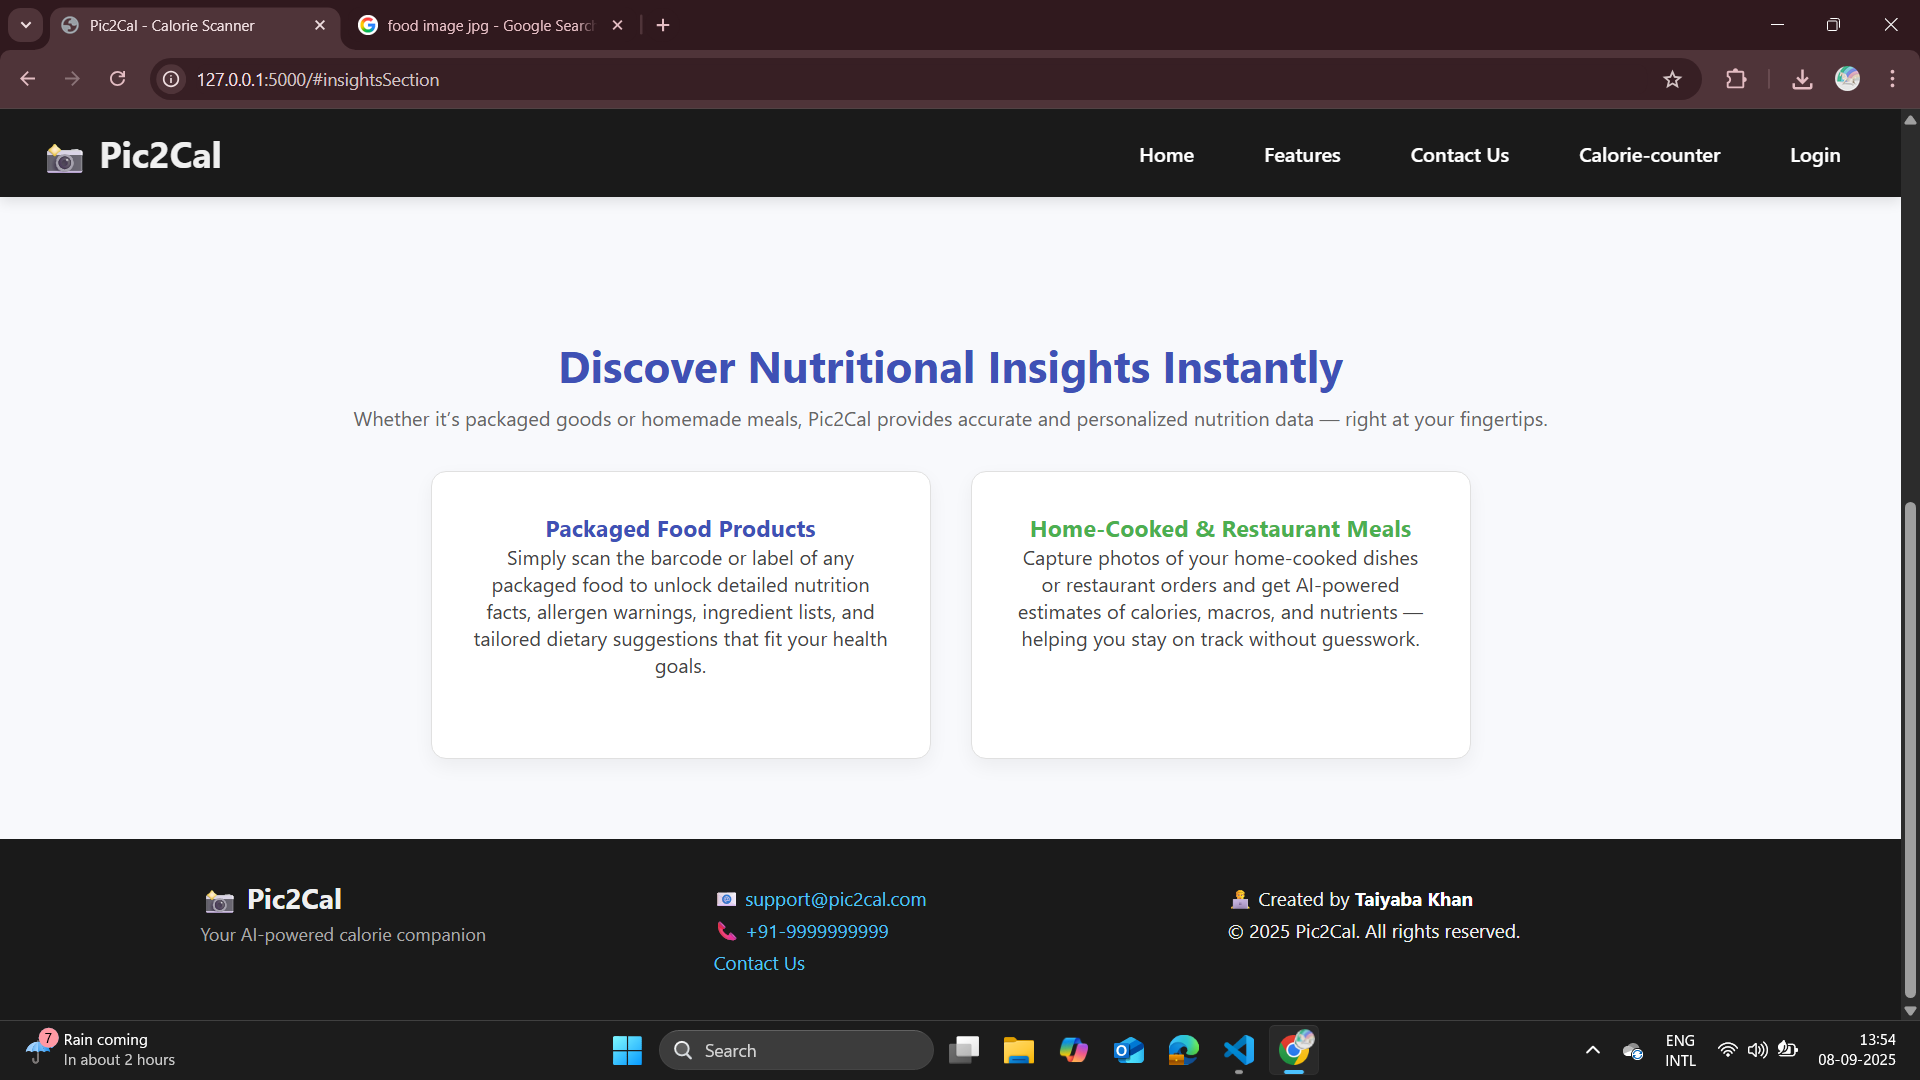 Pic2Cal - Calorie Scanner
food image jpg - Google Searc
127.0.0.1:5000/#insightsSection
Pic2Cal
Home
Features
Contact Us
Calorie-counter
Login
Discover Nutritional Insights Instantly
Whether it’s packaged goods or homemade meals, Pic2Cal provides accurate and personalized nutrition data — right at your fingertips.
Packaged Food Products
Simply scan the barcode or label of any
packaged food to unlock detailed nutrition
facts, allergen warnings, ingredient lists, and
tailored dietary suggestions that fit your health
goals.
Home-Cooked & Restaurant Meals
Capture photos of your home-cooked dishes
or restaurant orders and get AI-powered
estimates of calories, macros, and nutrients —
helping you stay on track without guesswork.
Pic2Cal
Your AI-powered calorie companion
support@pic2cal.com
+91-9999999999
Contact Us
Created by Taiyaba Khan
© 2025 Pic2Cal. All rights reserved.
7
Rain coming
In about 2 hours
Search
ENG
INTL
13:54
08-09-2025